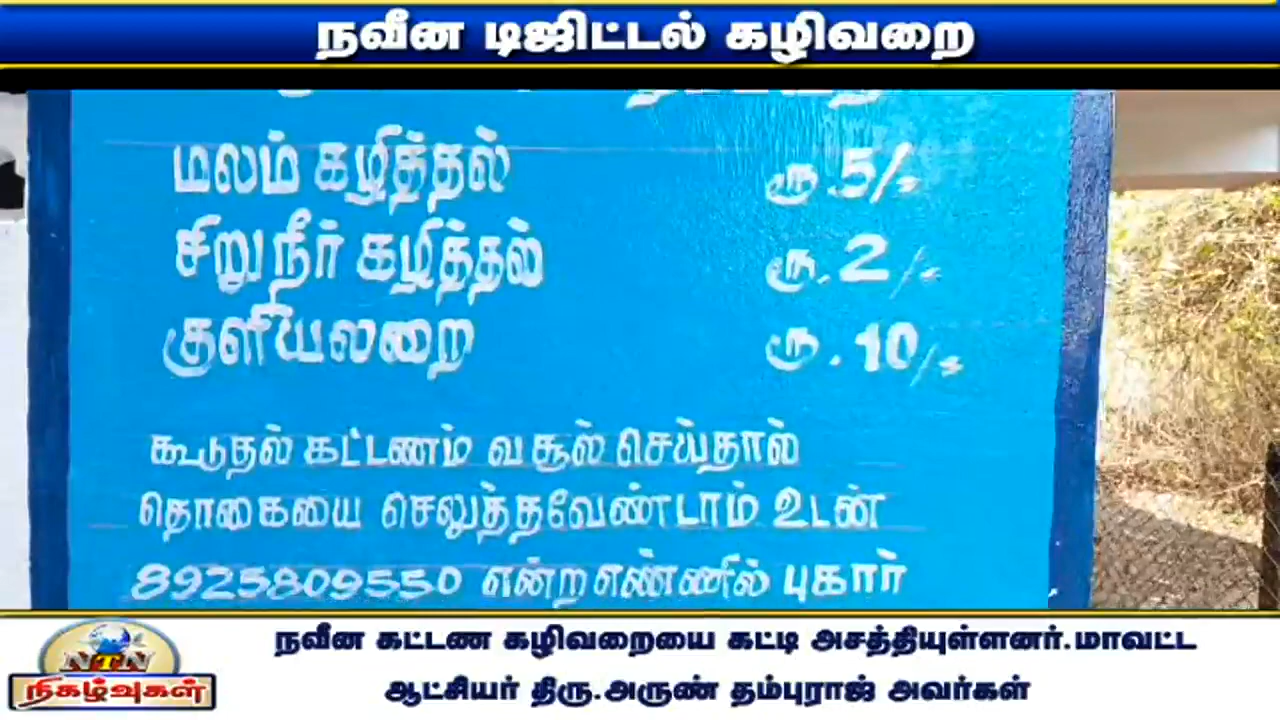 நவீன டிஜிட்டல் கழிவறை
மலம் கழித்தல் ரூ.5/-
சிறுநீர் கழித்தல் ரூ.2/-
குளியலறை ரூ.10/-
கூடுதல் கட்டணம் வசூல் செய்தால்
தொகையை செலுத்தவேண்டாம் உடன்
8925809550 என்ற எண்ணில் புகார்
நவீன கட்டண கழிவறையை கட்டி அசத்தியுள்ளனர்.மாவட்ட
ஆட்சியர் திரு.அருண் தம்புராஜ் அவர்கள்
NTN
நிகழ்வுகள்